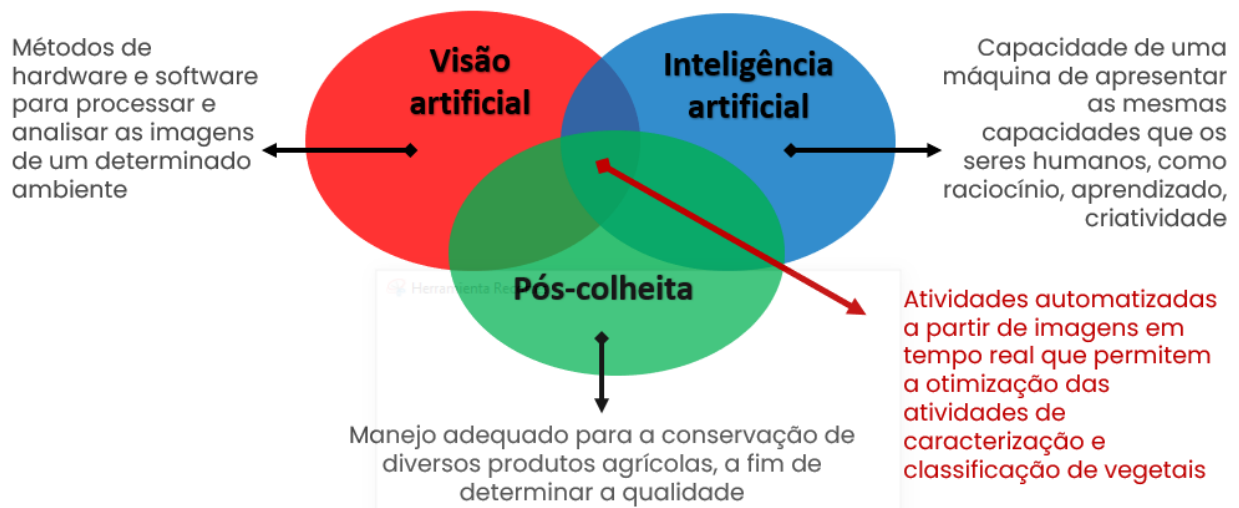 Métodos de
hardware e software
para processar e
analisar as imagens
de um determinado
ambiente
Visão
artificial
Inteligência
artificial
Capacidade de uma
máquina de apresentar
as mesmas
capacidades que os
seres humanos, como
raciocínio, aprendizado,
criatividade
Herramienta
Pós-colheita
Atividades automatizadas
a partir de imagens em
tempo real que permitem
a otimização das
atividades de
caracterização e
classificação de vegetais
Manejo adequado para a conservação de
diversos produtos agrícolas, a fim de
determinar a qualidade